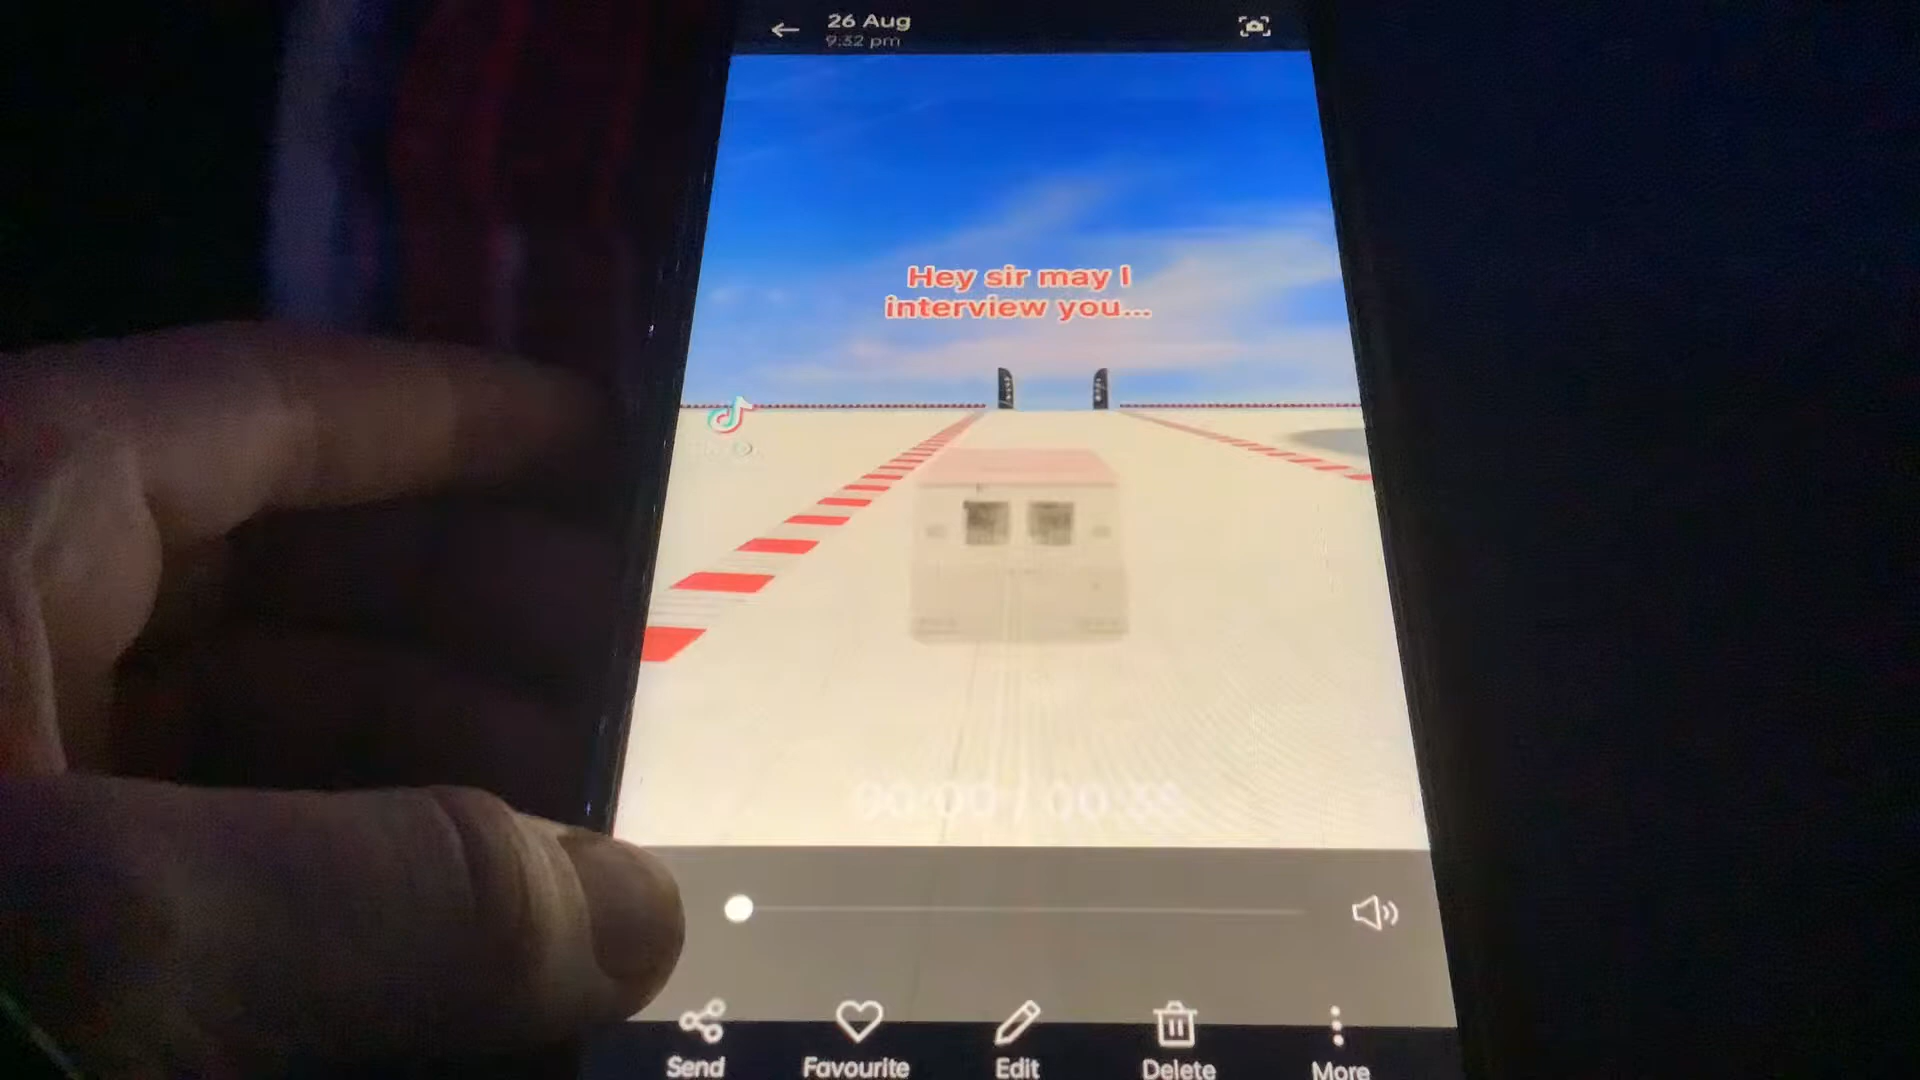 26 Aug
9:32 pm
Hey sir may I
interview you...
Send
Favourite
Edit
Delete
More